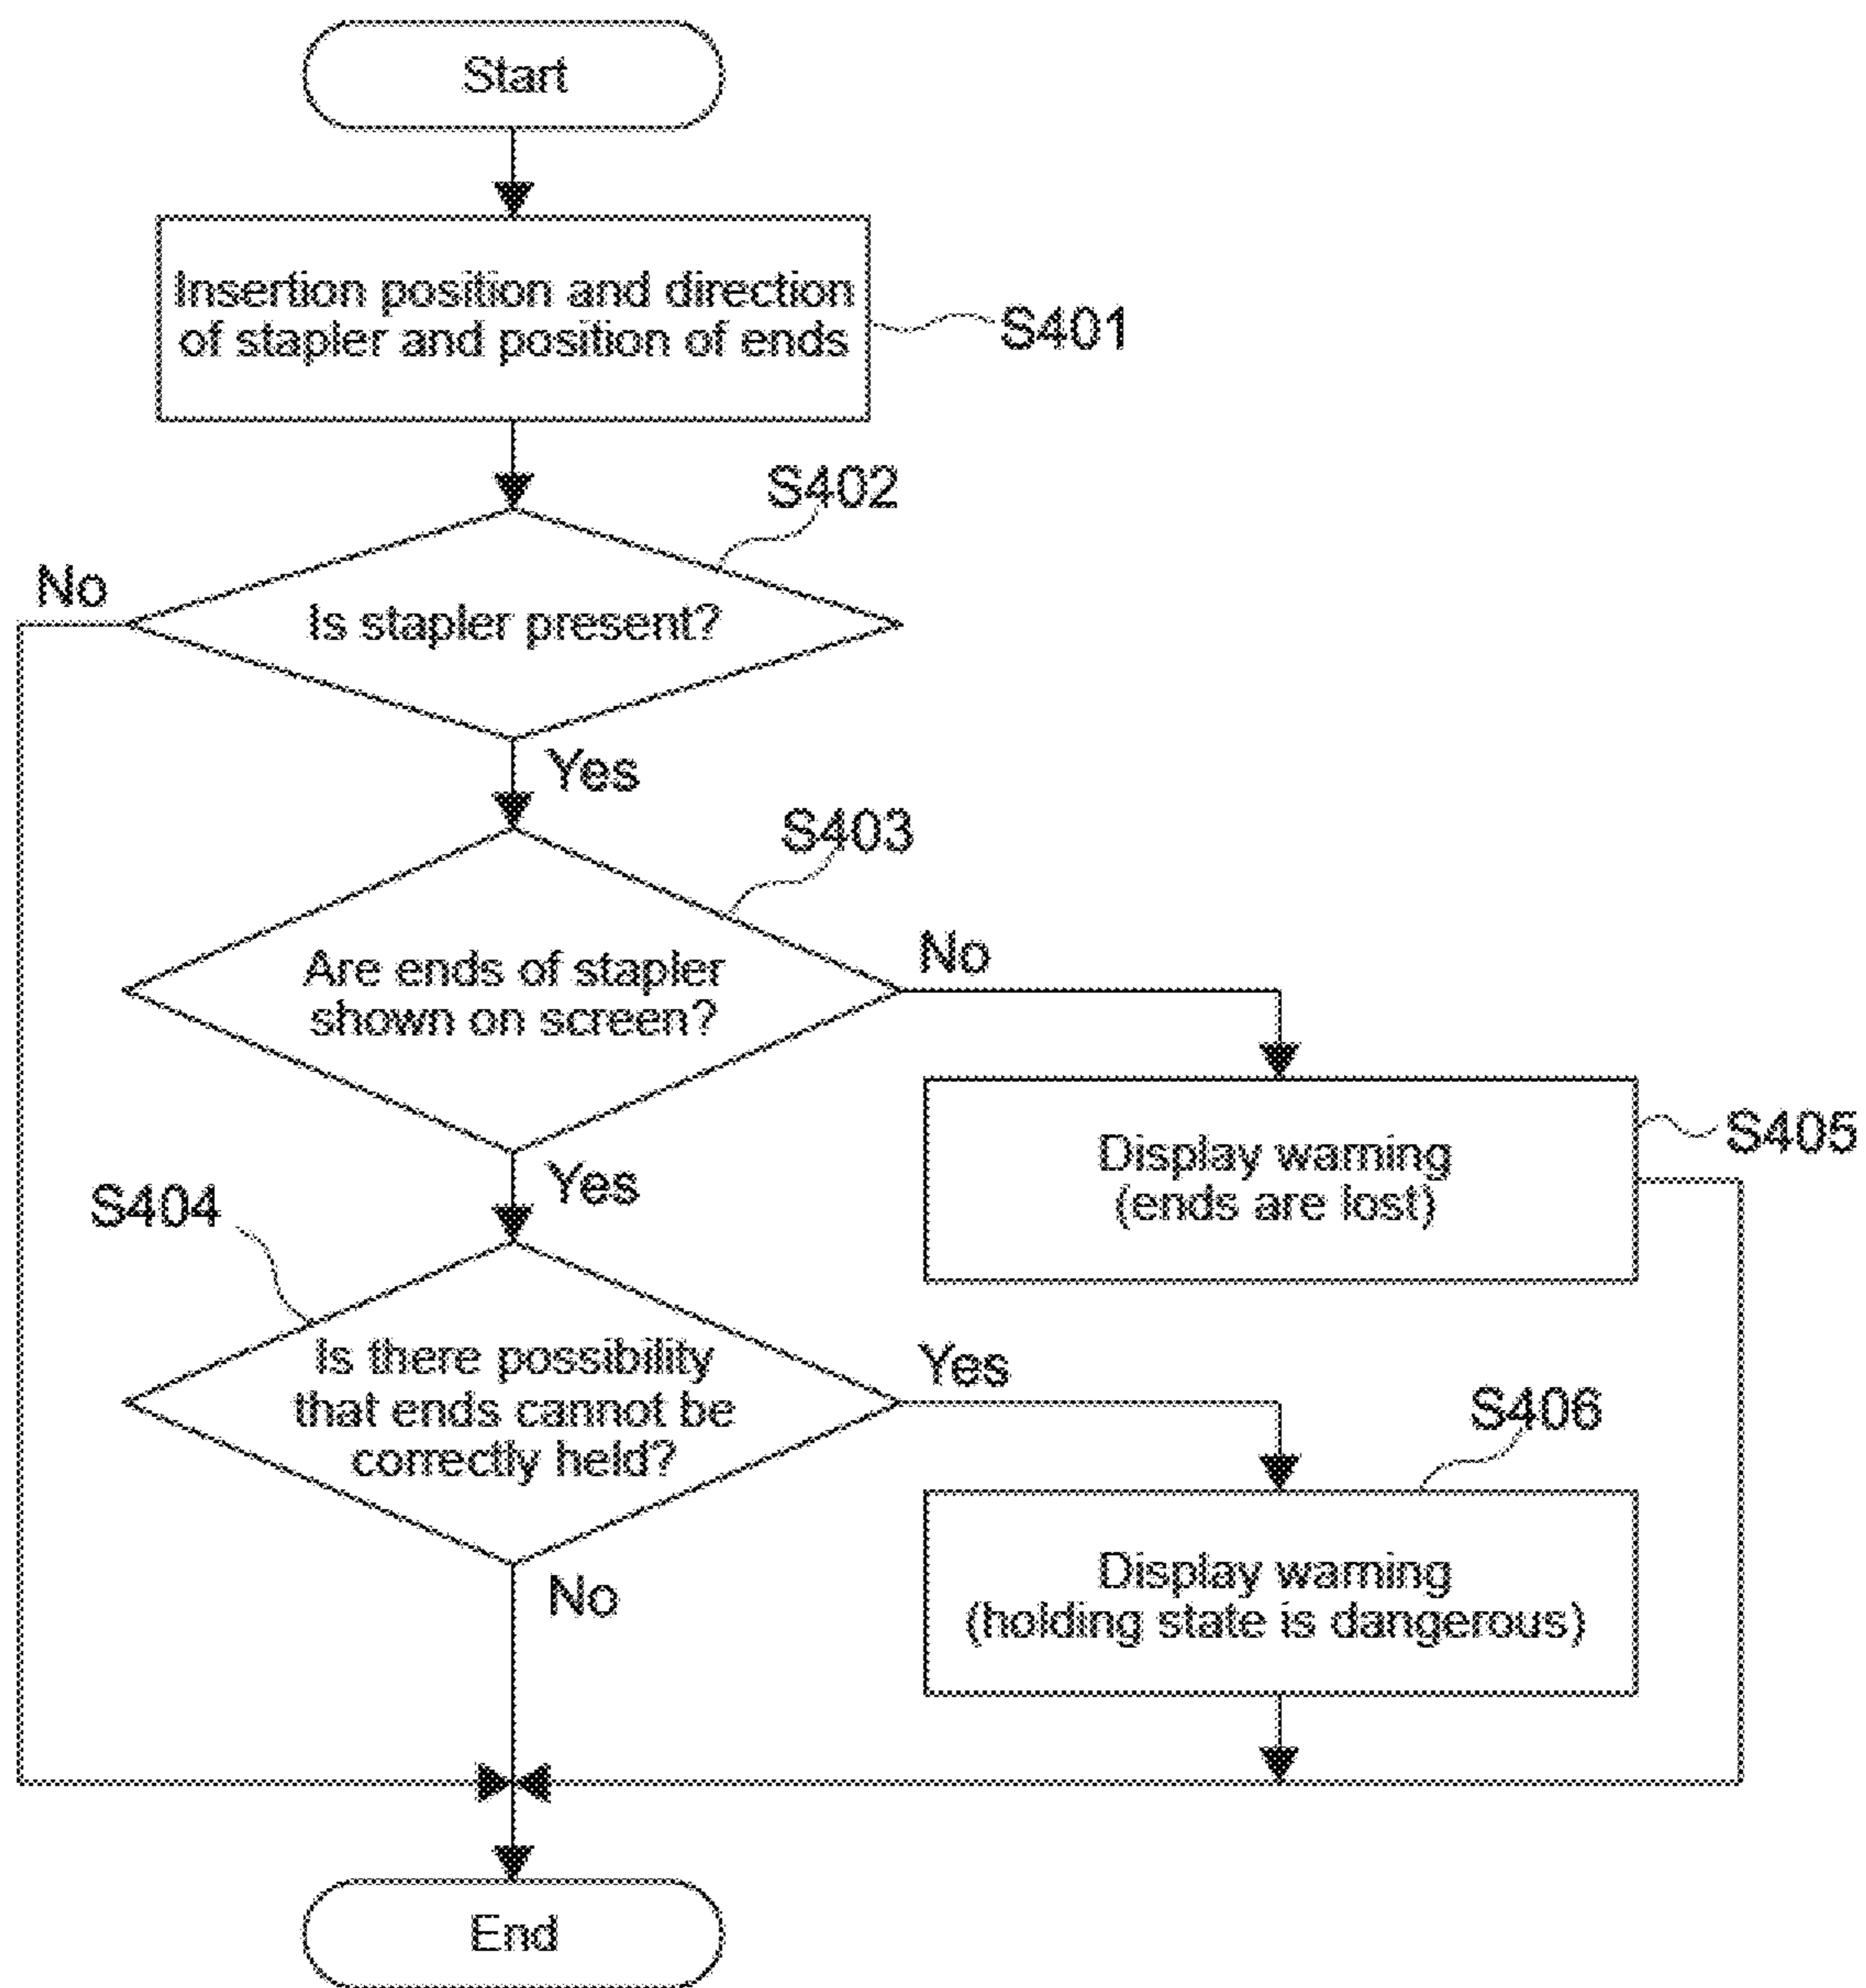 Start
Insertion position and direction
of stapler and position of ends
S401
S402
No
Is stapler present?
Yes
S403
Are ends of stapler
shown on screen?
No
Display warning
(ends are lost)
S405
Yes
S404
Is there possibility
that ends cannot be
correctly held?
Yes
S406
Display warning
(holding state is dangerous)
No
End